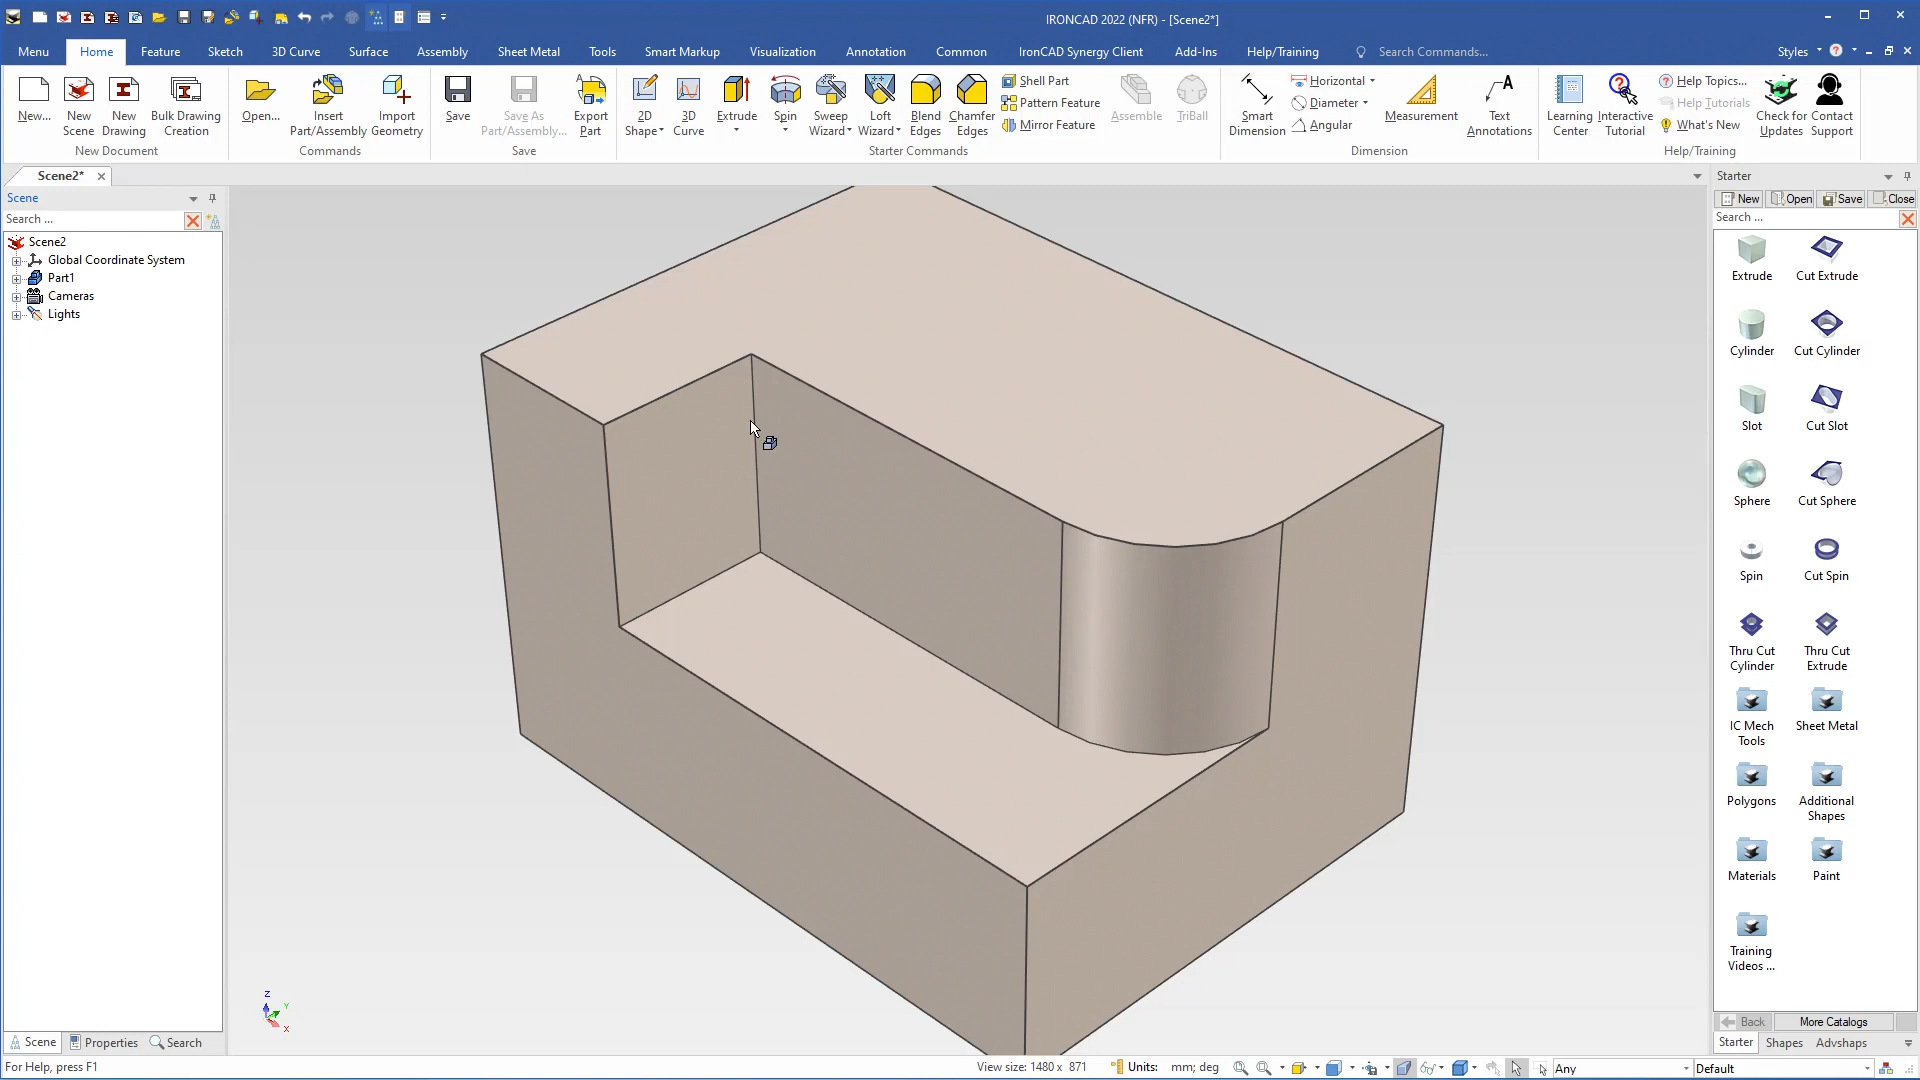 IRONCAD 2022 (NFR) - [Scene2*]
Menu Home Feature Sketch 3D Curve Surface Assembly Sheet Metal Tools Smart Markup Visualization Annotation Common IronCAD Synergy Client Add-Ins Help/Training Search Commands... Styles
New... New Scene New Drawing Bulk Drawing Creation
New Document
Open... Insert Part/Assembly Import Geometry
Commands
Save Save As Part/Assembly... Export Part
Save
2D Shape 3D Curve Extrude Spin Sweep Wizard Loft Wizard Blend Edges Chamfer Edges
Shell Part
Pattern Feature
Mirror Feature
Assemble TriBall
Starter Commands
Smart Dimension
Horizontal
Diameter
Angular
Measurement Text Annotations
Dimension
Learning Center Interactive Tutorial
Help Topics...
Help Tutorials
What's New
Check for Updates Contact Support
Help/Training
Scene2*
Scene
Search ...
Scene2
Global Coordinate System
Part1
Cameras
Lights
Z
Y
X
Scene Properties Search
Starter
New Open Save Close
Search ...
Extrude Cut Extrude
Cylinder Cut Cylinder
Slot Cut Slot
Sphere Cut Sphere
Spin Cut Spin
Thru Cut Cylinder Thru Cut Extrude
IC Mech Tools Sheet Metal
Polygons Additional Shapes
Materials Paint
Training Videos ...
Back More Catalogs
Starter Shapes Advshaps
For Help, press F1 View size: 1480 x 871 Units: mm; deg Any Default